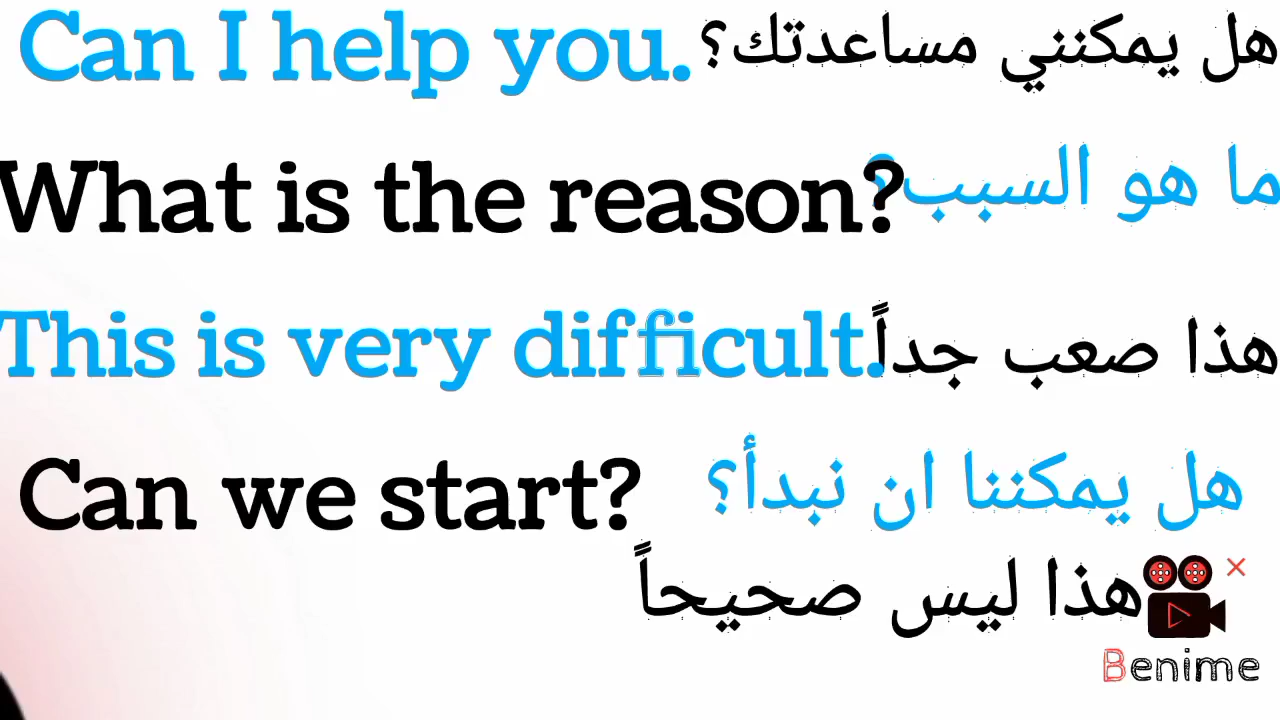 Can I help you. هل يمكنني مساعدتك؟
What is the reason? ما هو السبب؟
This is very difficult. هذا صعب جداً
Can we start? هل يمكننا ان نبدأ؟
هذا ليس صحيحاً
Benime